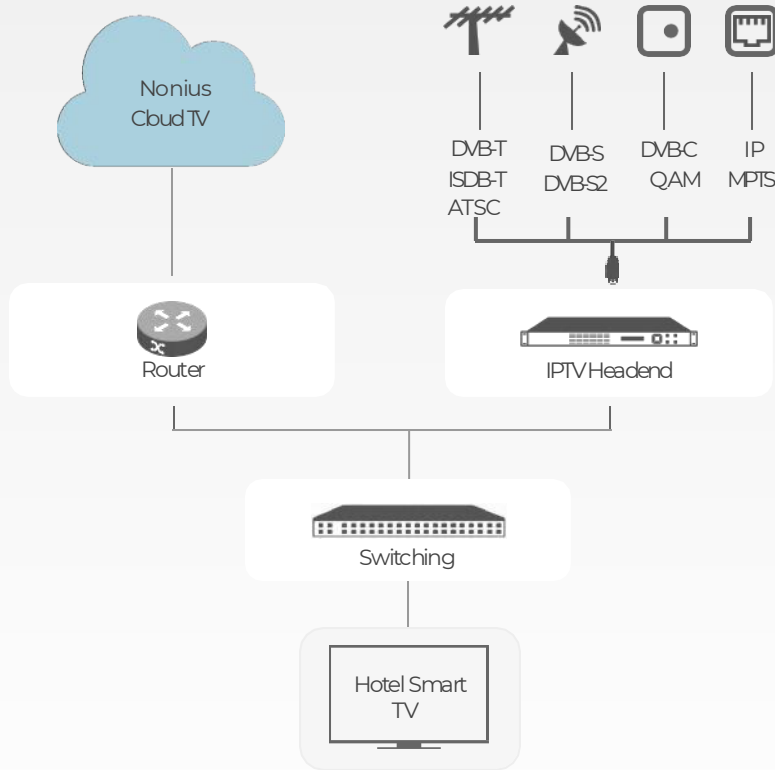 Nonius
Cloud TV
DVB-T
ISDB-T
ATSC
DVB-S
DVB-S2
DVB-C
QAM
IP
MPTS
Router
IPTV Headend
Switching
Hotel Smart
TV